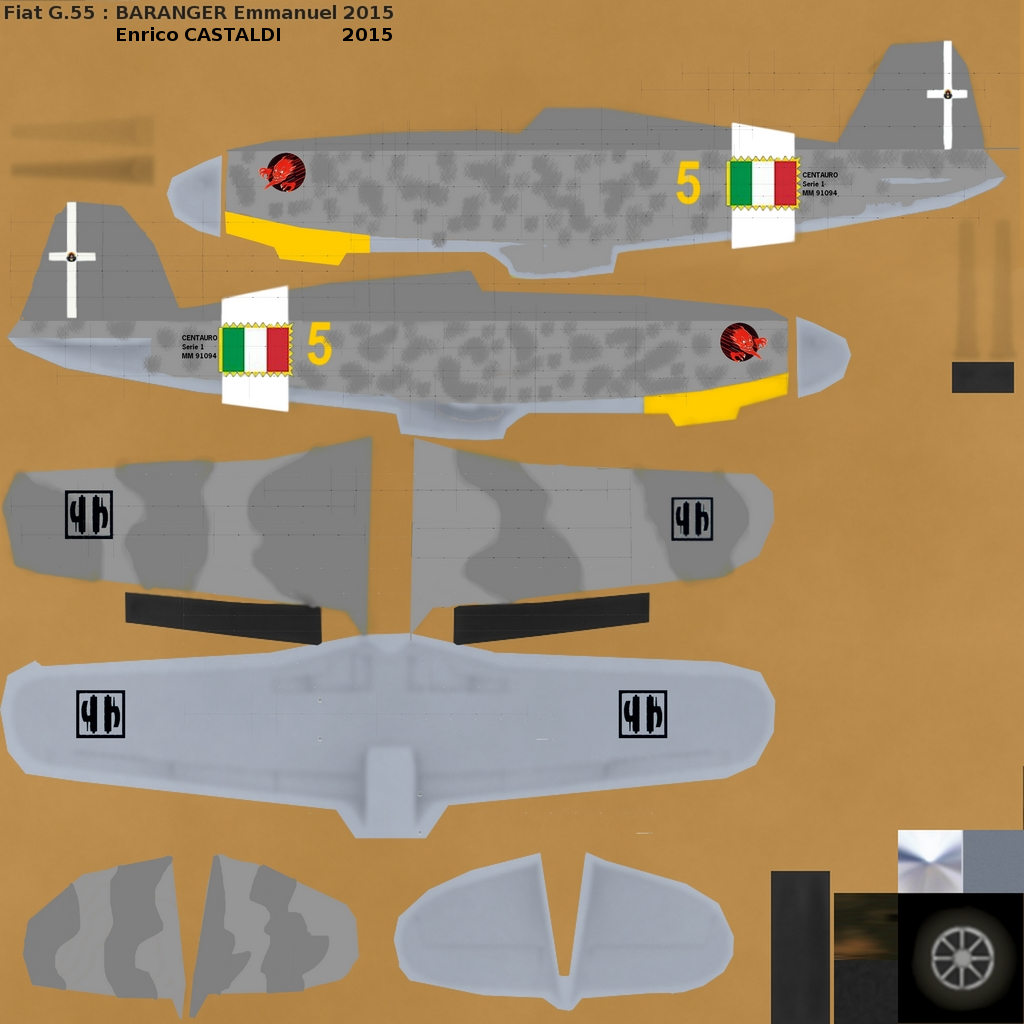 Fiat G.55 : BARANGER Emmanuel 2015
Enrico CASTALDI 2015
5
CENTAURO
Serie 1
MM 91094
CENTAURO
Serie 1
MM 91094
5